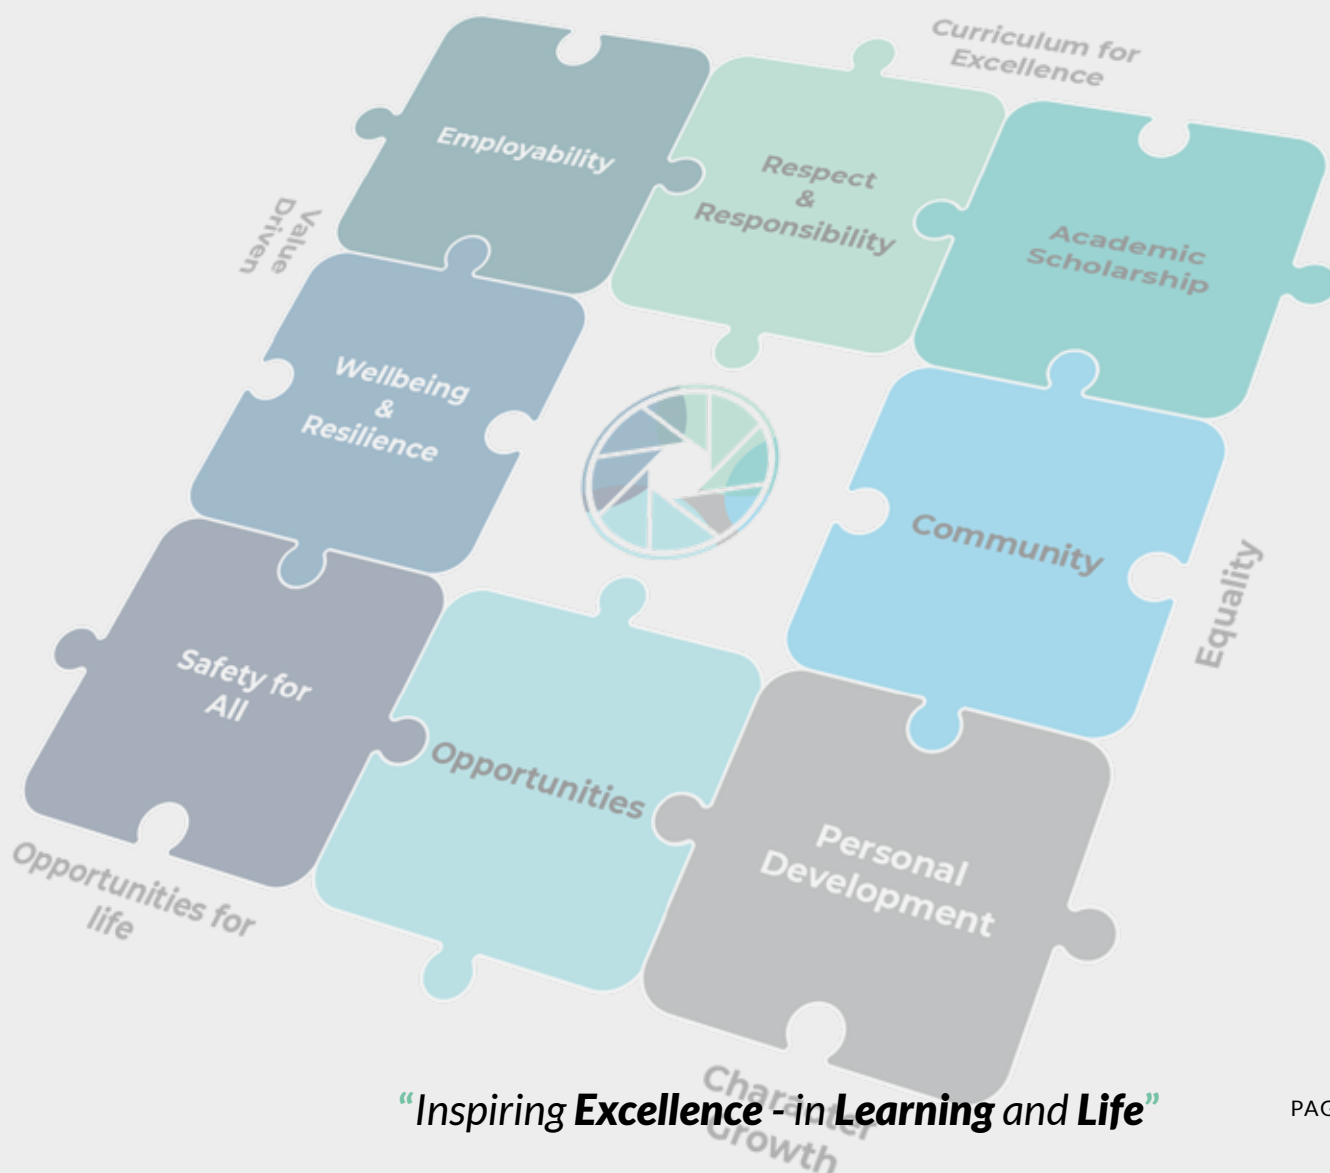 Curriculum for
Excellence
Employability
Respect
&
Responsibility
Academic
Scholarship
Value
Driven
Wellbeing
&
Resilience
Community
Equality
Safety for
All
Opportunities
Personal
Development
Opportunities for
life
Character
Growth
“Inspiring Excellence - in Learning and Life”
PAG